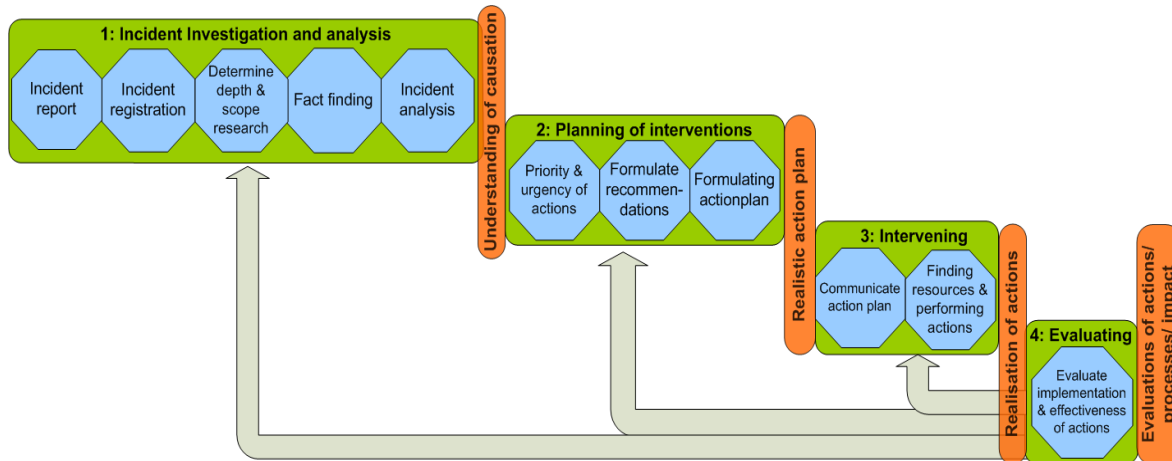 1: Incident Investigation and analysis
Incident
report
Incident
registration
Determine
depth &
scope
research
Fact finding
Incident
analysis
Understanding of causation
2: Planning of interventions
Priority &
urgency of
actions
Formulate
recommen-
dations
Formulating
actionplan
Realistic action plan
3: Intervening
Communicate
action plan
Finding
resources &
performing
actions
Realisation of actions
4: Evaluating
Evaluate
implementation
& effectiveness
of actions
Evaluations of actions/
processes/ impact